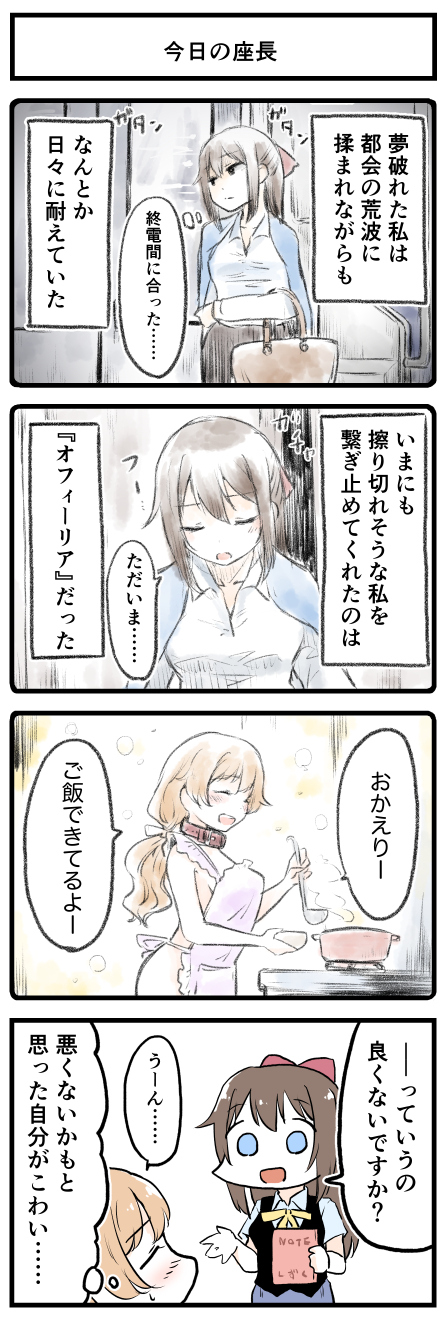 今日の座長
夢破れた私は
都会の荒波に
揉まれながらも
ガタン
ガタン
終電間に合った……
なんとか
日々に耐えていた
いまにも
擦り切れそうな私を
繋ぎ止めてくれたのは
ガチャ
フー…
ただいま……
『オフィーリア』だった
おかえりー
ご飯できてるよー
――っていうの
良くないですか？
NOTE
しずく
うーん……
悪くないかもと
思った自分がこわい……